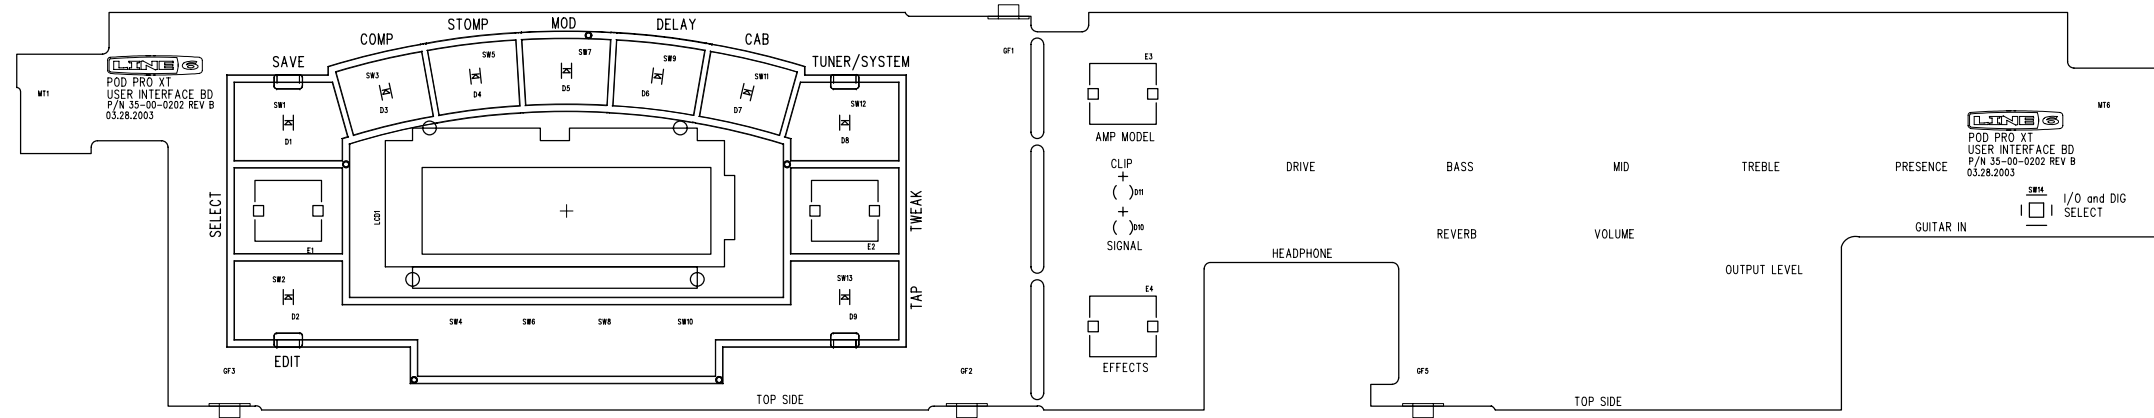 STOMP
MOD
DELAY
COMP
CAB
SAVE
TUNER/SYSTEM
SW3
SW5
SW7
SW9
SW11
D3
D4
D5
D6
D7
GF1
E3
LINE 6
POD PRO XT
USER INTERFACE BD
P/N 35-00-0202 REV B
03.28.2003
MT1
SW1
D1
SW12
D8
AMP MODEL
MT6
LINE 6
POD PRO XT
USER INTERFACE BD
P/N 35-00-0202 REV B
03.28.2003
CLIP
D11
D10
SIGNAL
DRIVE
BASS
MID
TREBLE
PRESENCE
SW14
I/O and DIG
SELECT
SELECT
E1
LCD1
E2
TWEAK
REVERB
VOLUME
GUITAR IN
HEADPHONE
OUTPUT LEVEL
SW2
D2
SW13
D9
TAP
E4
SW4
SW6
SW8
SW10
EDIT
EFFECTS
GF3
GF2
GF5
TOP SIDE
TOP SIDE